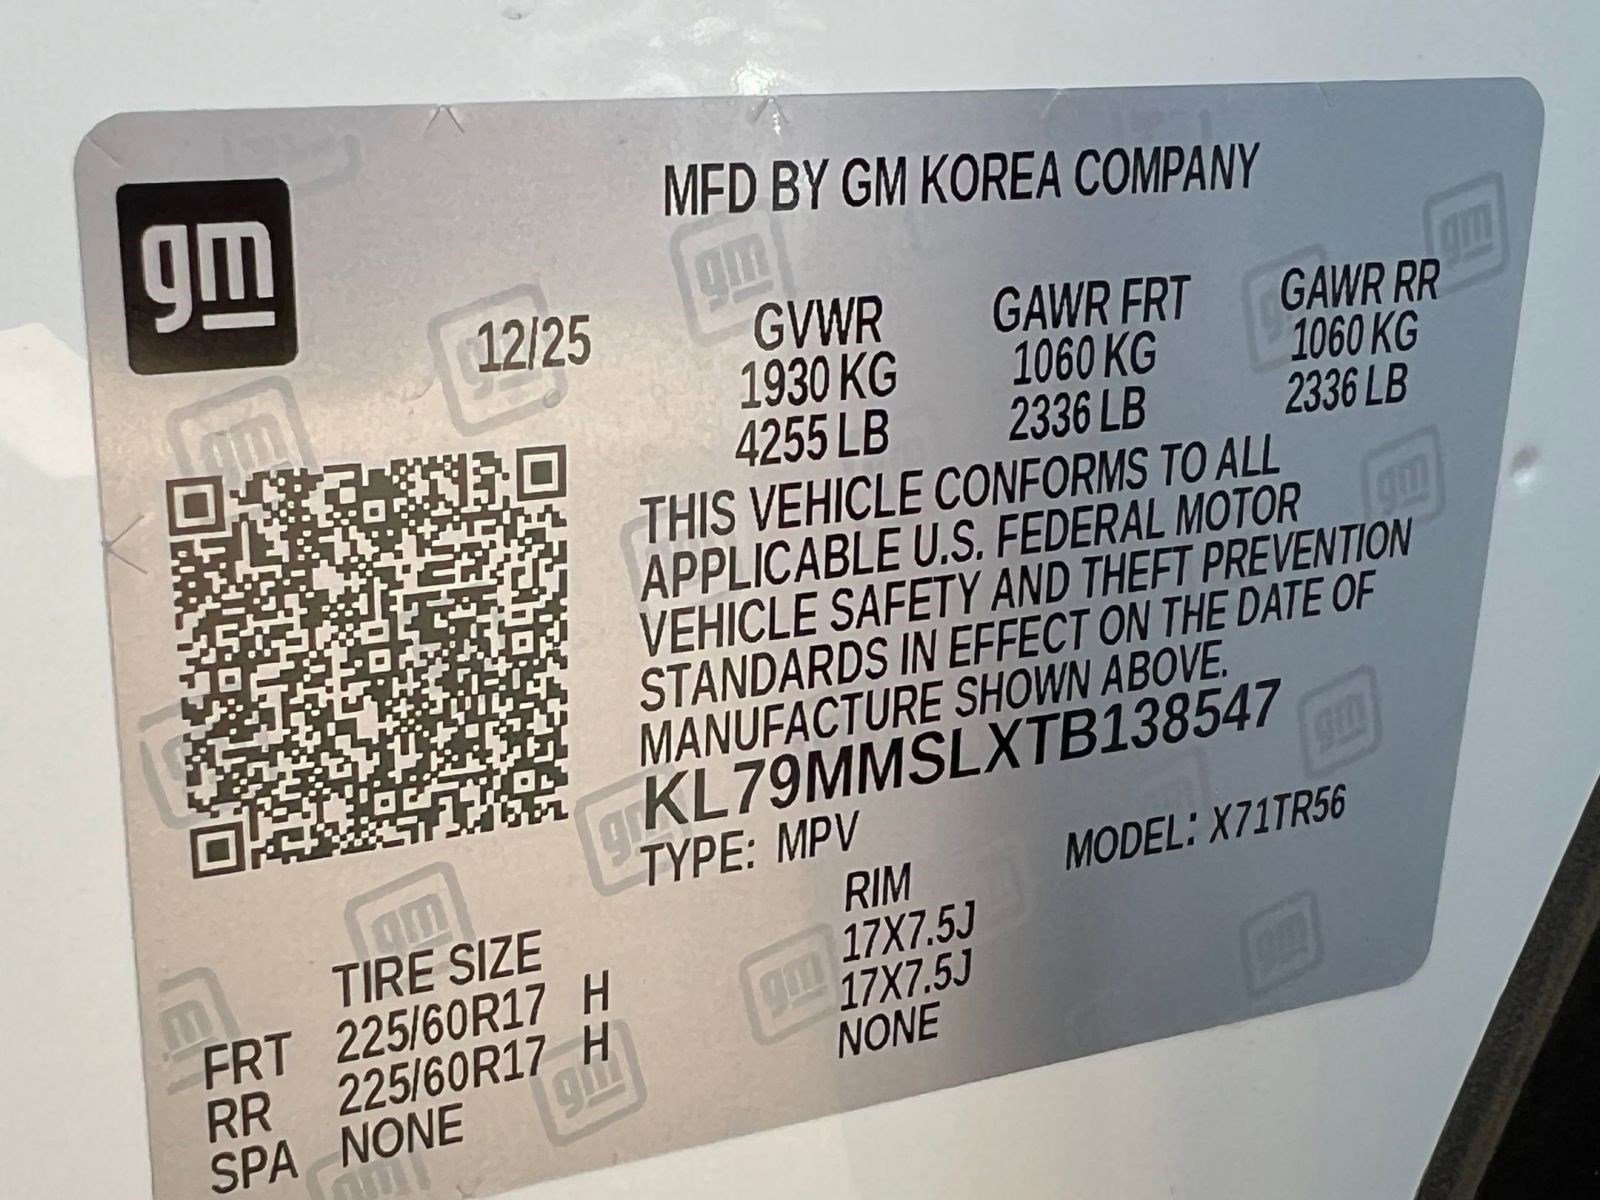 gm
MFD BY GM KOREA COMPANY
12/25
GVWR GAWR FRT GAWR RR
1930 KG 1060 KG 1060 KG
4255 LB 2336 LB 2336 LB
THIS VEHICLE CONFORMS TO ALL
APPLICABLE U.S. FEDERAL MOTOR
VEHICLE SAFETY AND THEFT PREVENTION
STANDARDS IN EFFECT ON THE DATE OF
MANUFACTURE SHOWN ABOVE.
KL79MMSLXTB138547
TYPE: MPV MODEL: X71TR56
TIRE SIZE RIM
FRT 225/60R17 H 17X7.5J
RR 225/60R17 H 17X7.5J
SPA NONE NONE